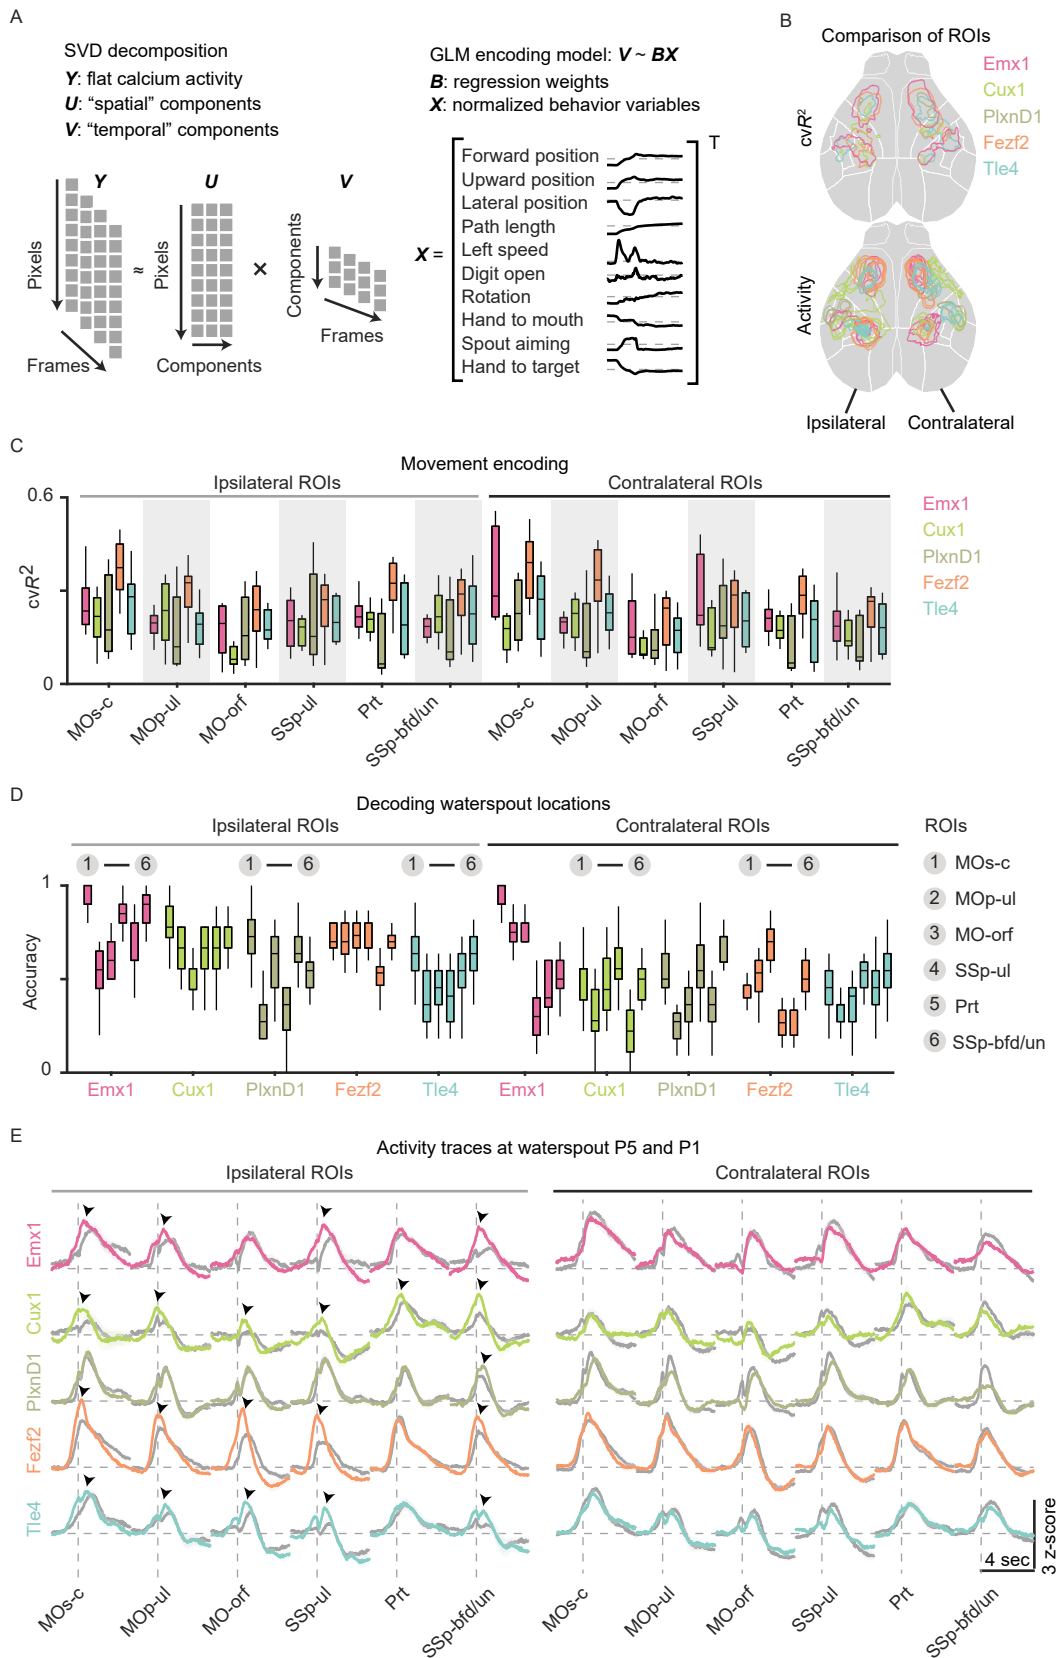 A
SVD decomposition
Y: flat calcium activity
U: “spatial” components
V: “temporal” components
Y
U
V
Pixels
≈
Pixels
×
Components
Frames
Components
Frames
GLM encoding model: V ~ BX
B: regression weights
X: normalized behavior variables
T
X =
Forward position
Upward position
Lateral position
Path length
Left speed
Digit open
Rotation
Hand to mouth
Spout aiming
Hand to target
B
Comparison of ROIs
Emx1
Cux1
PlxnD1
Fezf2
Tle4
cvR²
Activity
Ipsilateral
Contralateral
C
Movement encoding
Ipsilateral ROIs
Contralateral ROIs
0.6
cvR²
0
MOs-c
MOp-ul
MO-orf
SSp-ul
Prt
SSp-bfd/un
MOs-c
MOp-ul
MO-orf
SSp-ul
Prt
SSp-bfd/un
Emx1
Cux1
PlxnD1
Fezf2
Tle4
D
Decoding waterspout locations
Ipsilateral ROIs
Contralateral ROIs
1 6
1 6
1 6
1 6
1 6
1
Accuracy
0
Emx1
Cux1
PlxnD1
Fezf2
Tle4
Emx1
Cux1
PlxnD1
Fezf2
Tle4
ROIs
1 MOs-c
2 MOp-ul
3 MO-orf
4 SSp-ul
5 Prt
6 SSp-bfd/un
E
Activity traces at waterspout P5 and P1
Ipsilateral ROIs
Contralateral ROIs
Emx1
Cux1
PlxnD1
Fezf2
Tle4
4 sec
3 z-score
MOs-c
MOp-ul
MO-orf
SSp-ul
Prt
SSp-bfd/un
MOs-c
MOp-ul
MO-orf
SSp-ul
Prt
SSp-bfd/un